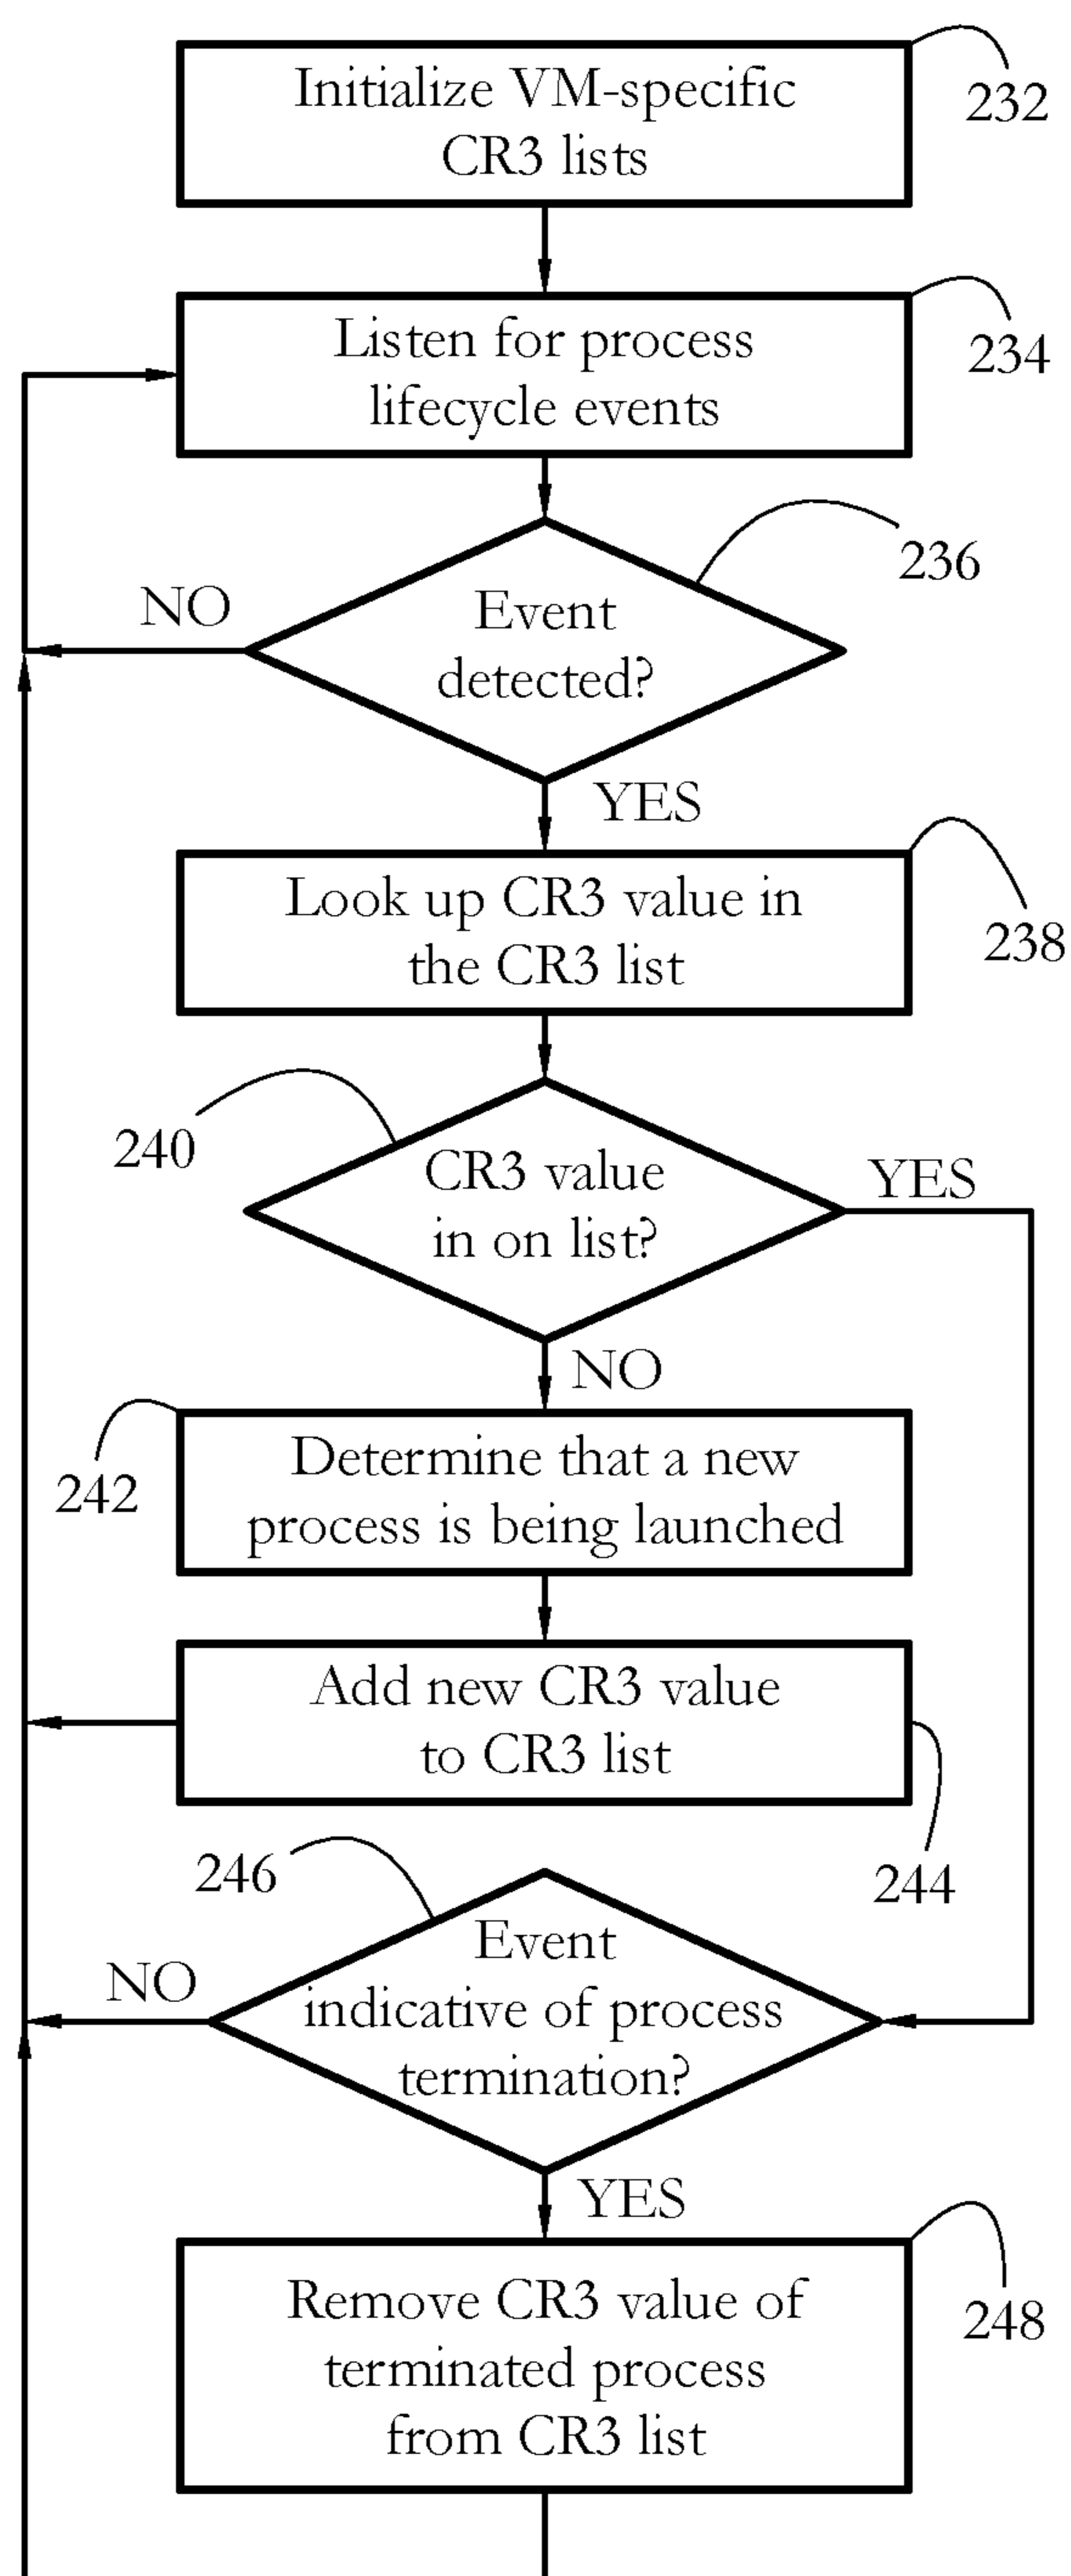 Initialize VM-specific
CR3 lists
232
Listen for process
lifecycle events
234
236
Event
detected?
NO
YES
Look up CR3 value in
the CR3 list
238
240
CR3 value
in on list?
YES
NO
242
Determine that a new
process is being launched
Add new CR3 value
to CR3 list
244
246
Event
indicative of process
termination?
NO
YES
Remove CR3 value of
terminated process
from CR3 list
248